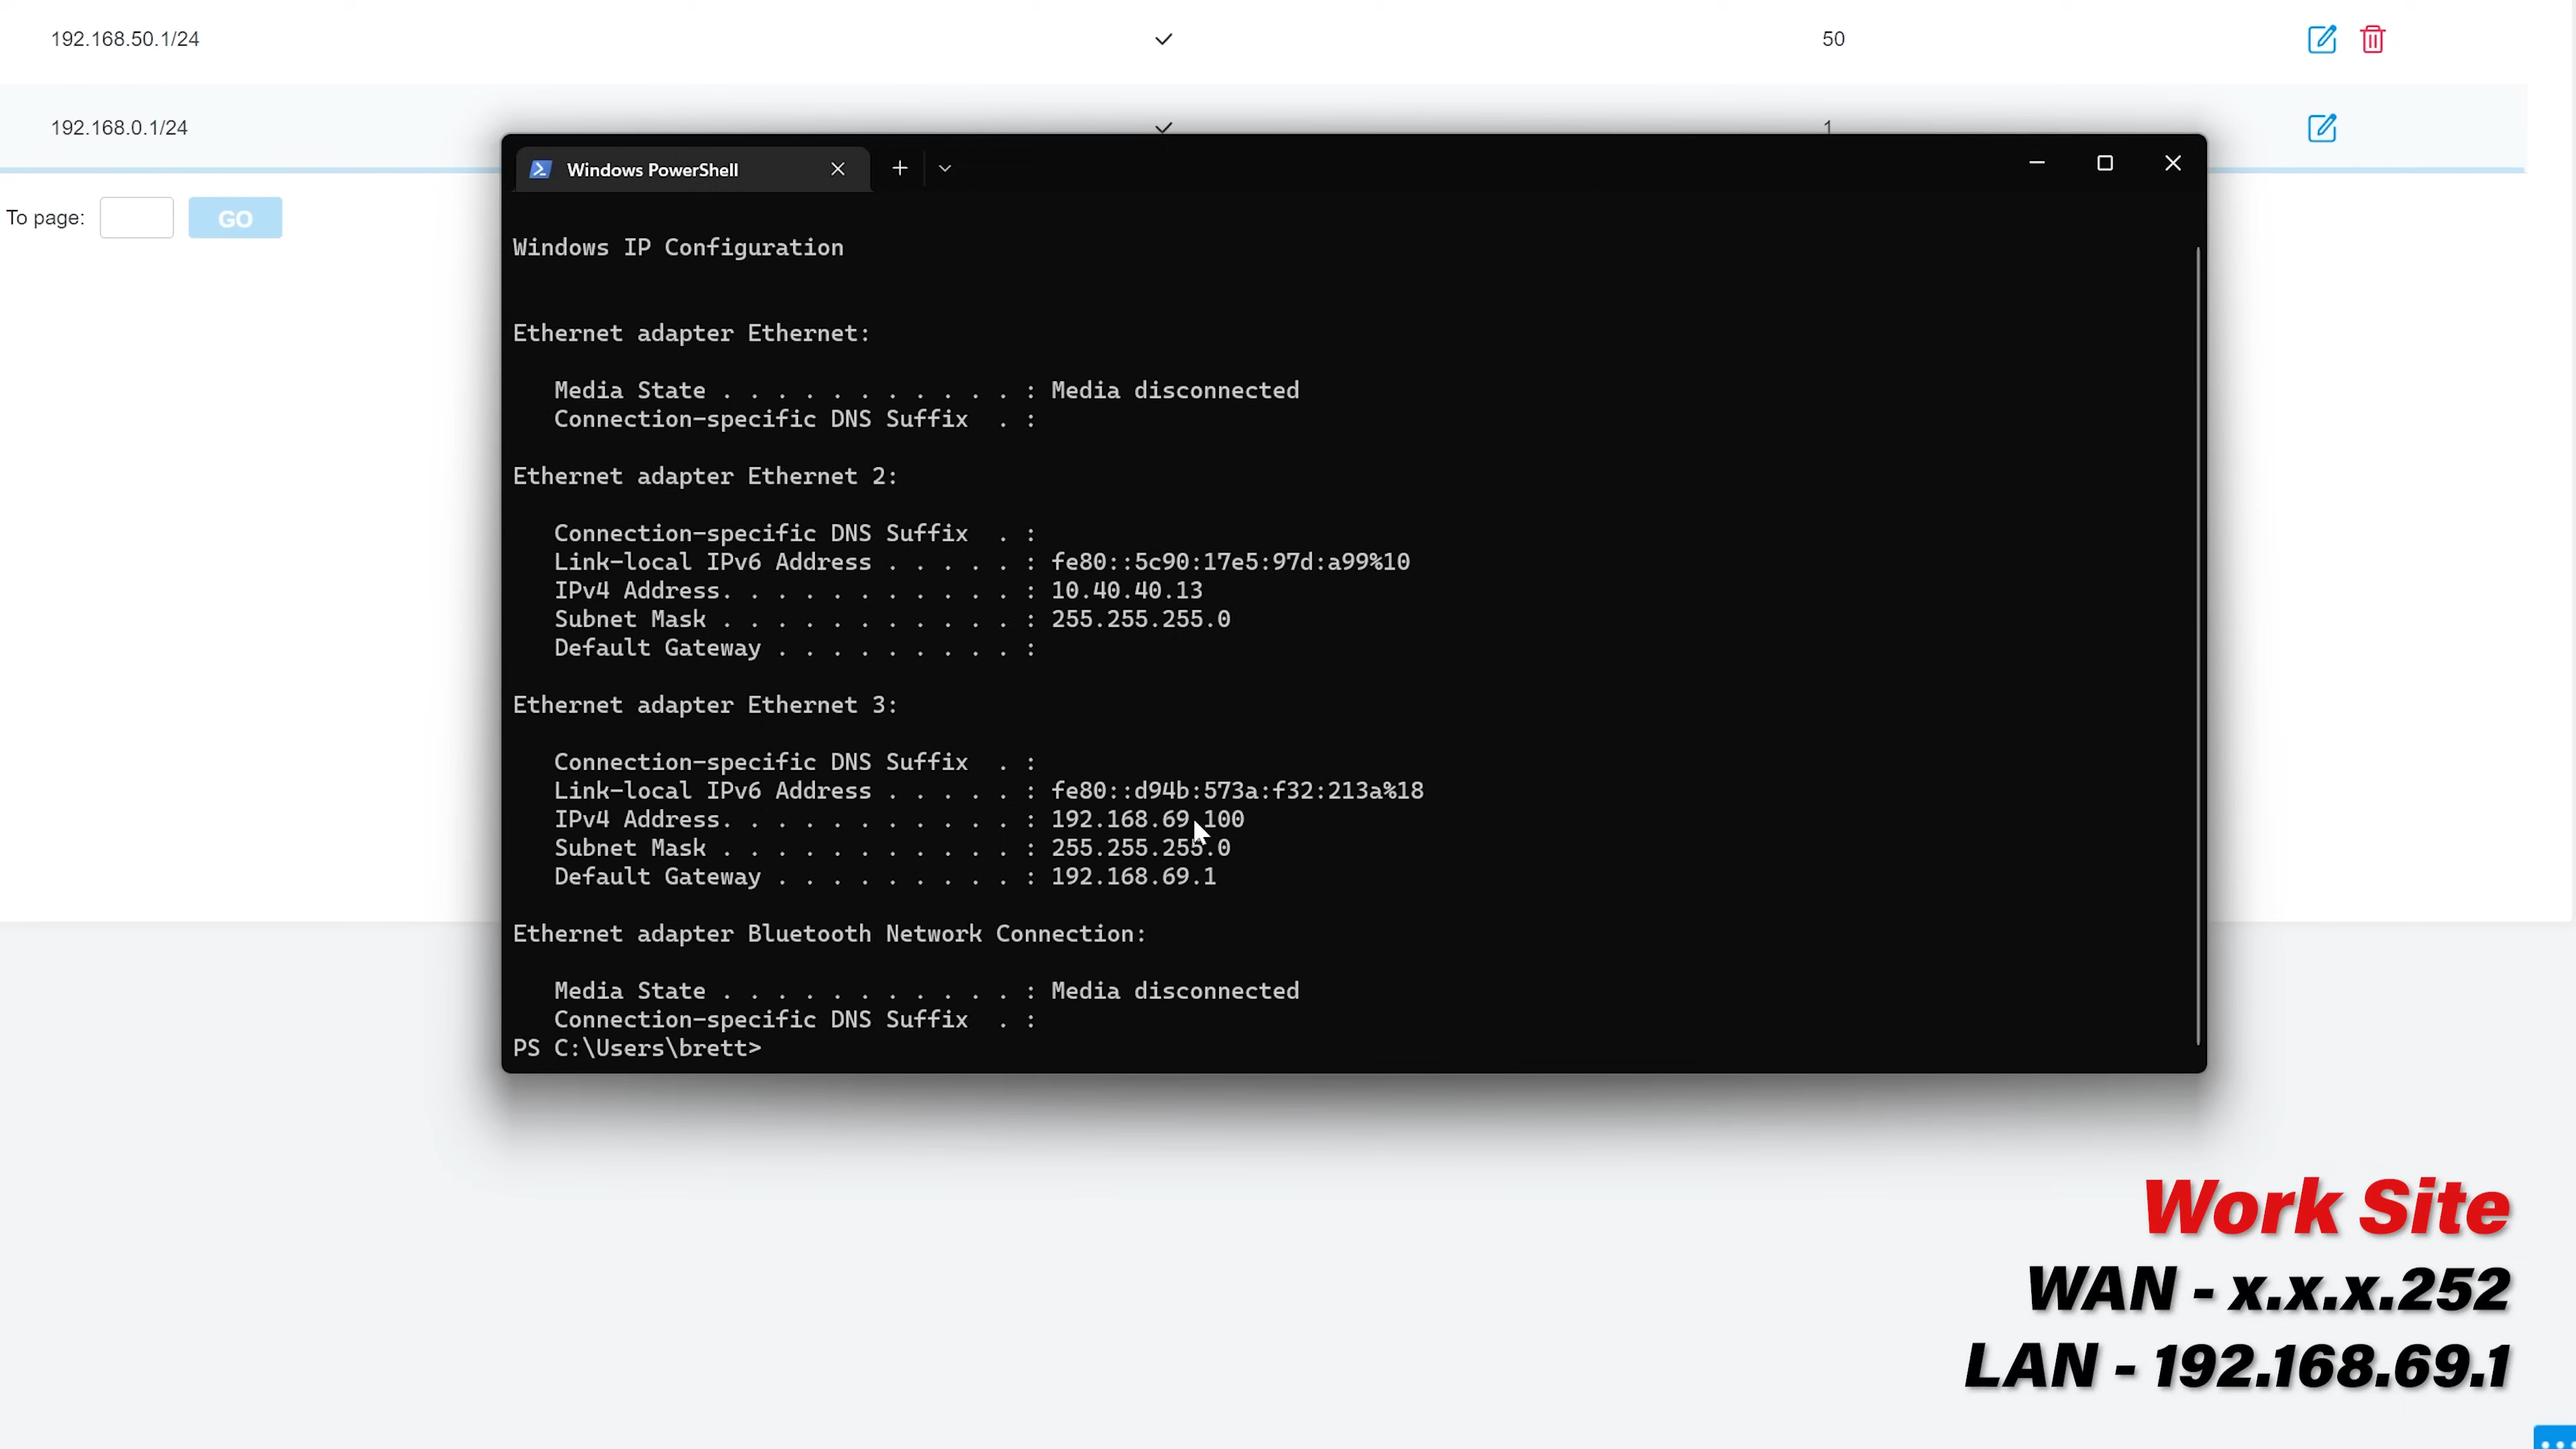 192.168.50.1/24 50
192.168.0.1/24 1
Windows PowerShell
To page: GO
Windows IP Configuration
Ethernet adapter Ethernet:
Media State . . . . . . . . . . . : Media disconnected
Connection-specific DNS Suffix  . :
Ethernet adapter Ethernet 2:
Connection-specific DNS Suffix  . :
Link-local IPv6 Address . . . . . : fe80::5c90:17e5:97d:a99%10
IPv4 Address. . . . . . . . . . . : 10.40.40.13
Subnet Mask . . . . . . . . . . . : 255.255.255.0
Default Gateway . . . . . . . . . :
Ethernet adapter Ethernet 3:
Connection-specific DNS Suffix  . :
Link-local IPv6 Address . . . . . : fe80::d94b:573a:f32:213a%18
IPv4 Address. . . . . . . . . . . : 192.168.69.100
Subnet Mask . . . . . . . . . . . : 255.255.255.0
Default Gateway . . . . . . . . . : 192.168.69.1
Ethernet adapter Bluetooth Network Connection:
Media State . . . . . . . . . . . : Media disconnected
Connection-specific DNS Suffix  . :
PS C:\Users\brett>
Work Site
WAN - x.x.x.252
LAN - 192.168.69.1